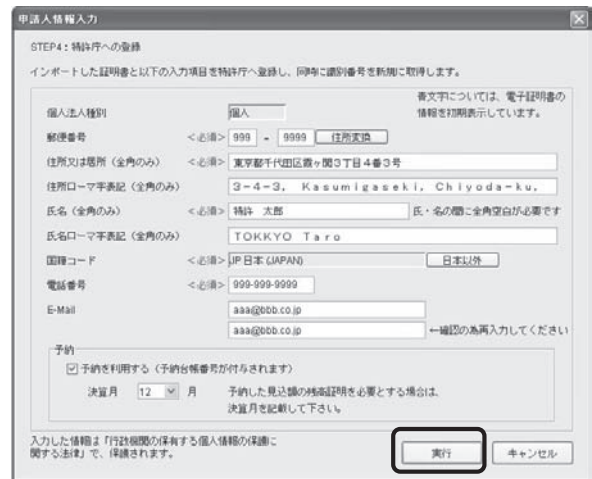 申請人情報入力
STEP4：特許庁への登録
インポートした証明書と以下の入力項目を特許庁へ登録し、同時に識別番号を新規に取得します。
青文字については、電子証明書の
情報を初期表示しています。
個人法人種別 個人
郵便番号 <必須> 999 - 9999 住所変換
住所又は居所（全角のみ） <必須> 東京都千代田区霞ヶ関３丁目４番３号
住所ローマ字表記（全角のみ） ３－４－３， Ｋａｓｕｍｉｇａｓｅｋｉ， Ｃｈｉｙｏｄａ－ｋｕ，
氏名（全角のみ） <必須> 特許　太郎 氏・名の間に全角空白が必要です
氏名ローマ字表記（全角のみ） ＴＯＫＫＹＯ　Ｔａｒｏ
国籍コード <必須> JP 日本 (JAPAN) 日本以外
電話番号 <必須> 999-999-9999
E-Mail aaa@bbb.co.jp
aaa@bbb.co.jp ←確認の為再入力してください
予納
予納を利用する（予納台帳番号が付与されます）
決算月 12 月 予納した見込額の残高証明を必要とする場合は、
決算月を記載して下さい。
入力した情報は「行政機関の保有する個人情報の保護に
関する法律」で、保護されます。
実行 キャンセル